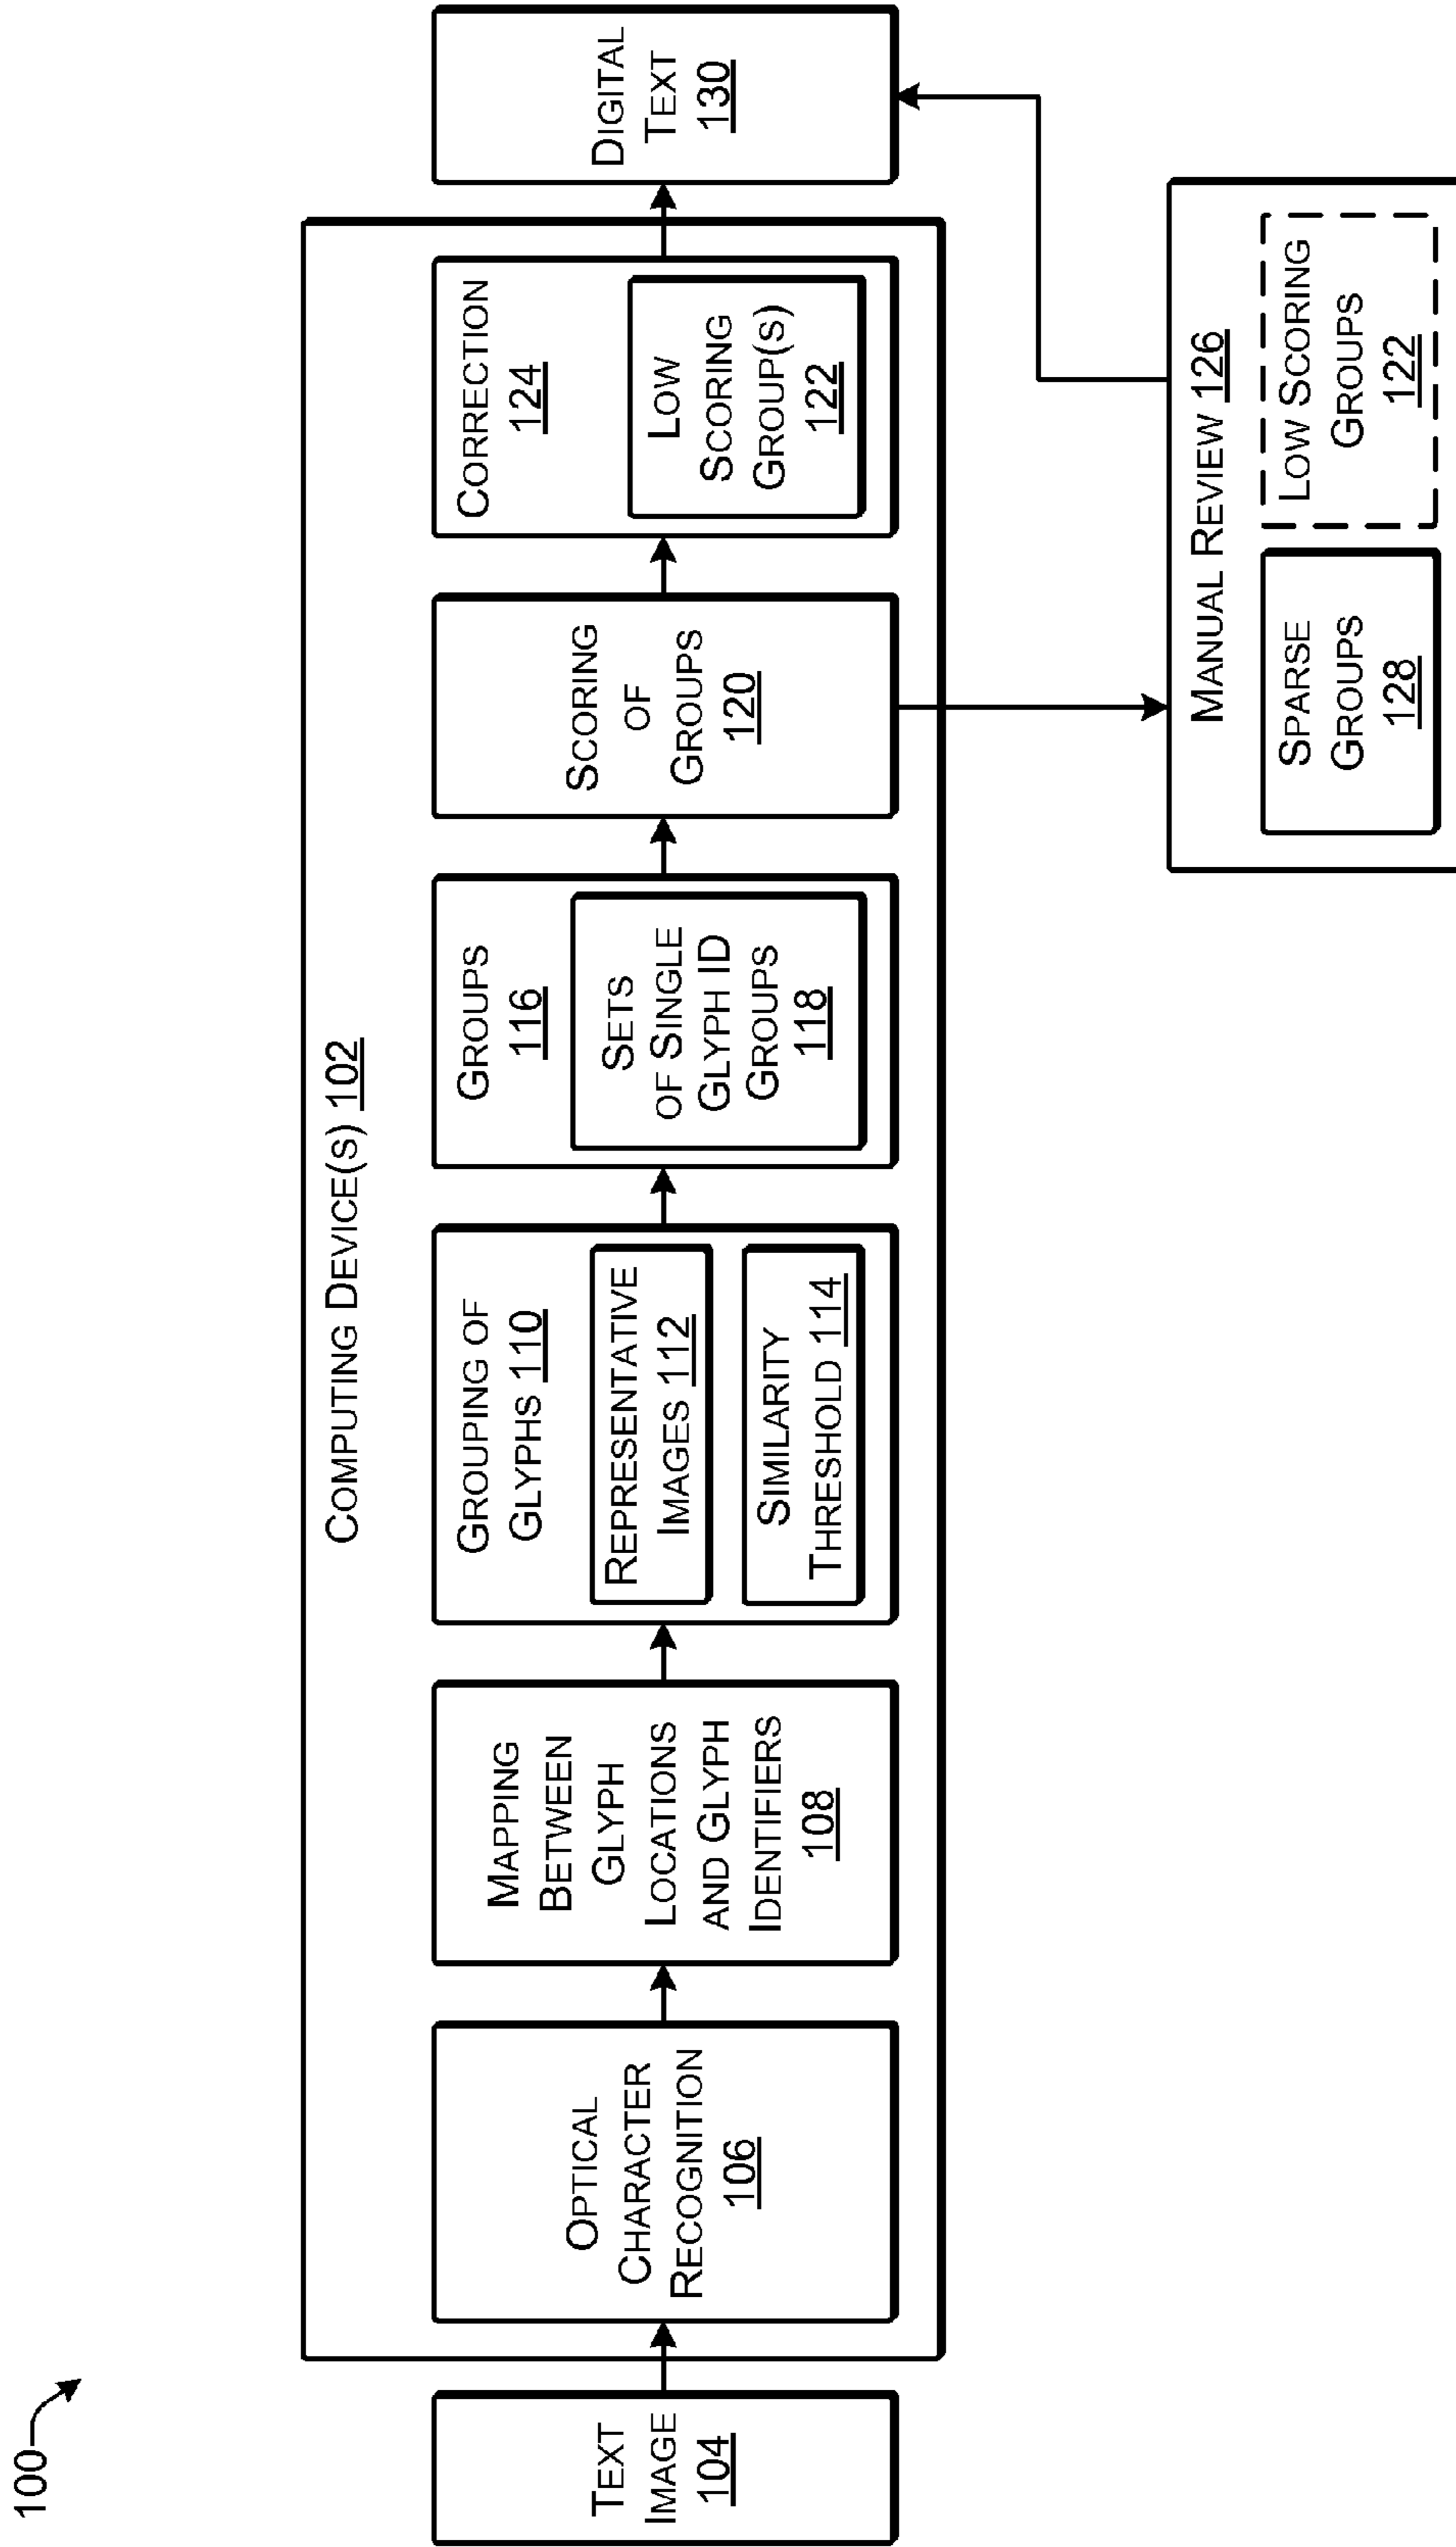 100
COMPUTING DEVICE(S) 102
TEXT
IMAGE
104
OPTICAL
CHARACTER
RECOGNITION
106
MAPPING
BETWEEN
GLYPH
LOCATIONS
AND GLYPH
IDENTIFIERS
108
GROUPING OF
GLYPHS 110
REPRESENTATIVE
IMAGES 112
SIMILARITY
THRESHOLD 114
GROUPS
116
SETS
OF SINGLE
GLYPH ID
GROUPS
118
SCORING
OF
GROUPS
120
CORRECTION
124
LOW
SCORING
GROUP(S)
122
DIGITAL
TEXT
130
MANUAL REVIEW 126
SPARSE
GROUPS
128
LOW SCORING
GROUPS
122